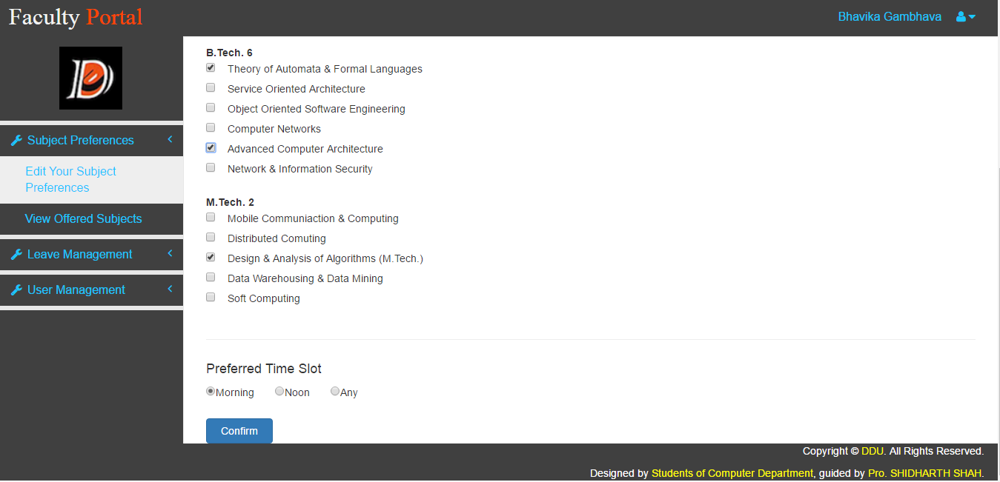 Faculty Portal
Bhavika Gambhava
Subject Preferences
Edit Your Subject
Preferences
View Offered Subjects
Leave Management
User Management
B.Tech. 6
Theory of Automata & Formal Languages
Service Oriented Architecture
Object Oriented Software Engineering
Computer Networks
Advanced Computer Architecture
Network & Information Security
M.Tech. 2
Mobile Communiaction & Computing
Distributed Comuting
Design & Analysis of Algorithms (M.Tech.)
Data Warehousing & Data Mining
Soft Computing
Preferred Time Slot
Morning Noon Any
Confirm
Copyright © DDU. All Rights Reserved.
Designed by Students of Computer Department, guided by Pro. SHIDHARTH SHAH.